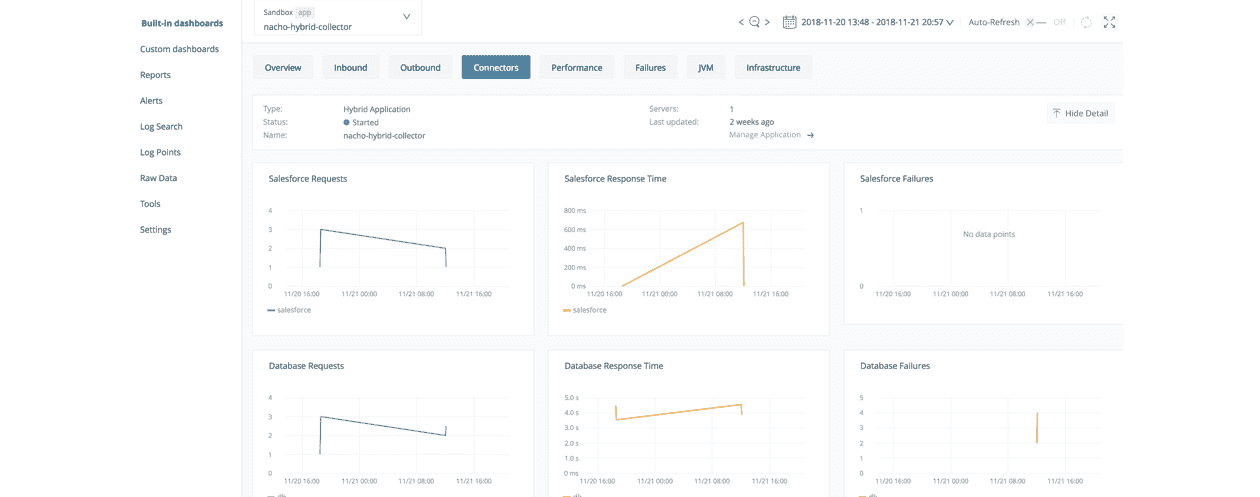 Built-in dashboards
Custom dashboards
Reports
Alerts
Log Search
Log Points
Raw Data
Tools
Settings
Sandbox app
nacho-hybrid-collector
2018-11-20 13:48 - 2018-11-21 20:57
Auto-Refresh Off
Overview Inbound Outbound Connectors Performance Failures JVM Infrastructure
Type: Hybrid Application Servers: 1
Status: Started Last updated: 2 weeks ago
Name: nacho-hybrid-collector Manage Application →
Hide Detail
Salesforce Requests
4
3
2
1
0
11/20 16:00 11/21 00:00 11/21 08:00 11/21 16:00
salesforce
Salesforce Response Time
800 ms
600 ms
400 ms
200 ms
0 ms
11/20 16:00 11/21 00:00 11/21 08:00 11/21 16:00
salesforce
Salesforce Failures
1
No data points
0
11/20 16:00 11/21 00:00 11/21 08:00 11/21 16:00
Database Requests
4
3
2
1
0
11/20 16:00 11/21 00:00 11/21 08:00 11/21 16:00
Database Response Time
5.0 s
4.0 s
3.0 s
2.0 s
1.0 s
0 ms
11/20 16:00 11/21 00:00 11/21 08:00 11/21 16:00
Database Failures
5
4
3
2
1
0
11/20 16:00 11/21 00:00 11/21 08:00 11/21 16:00